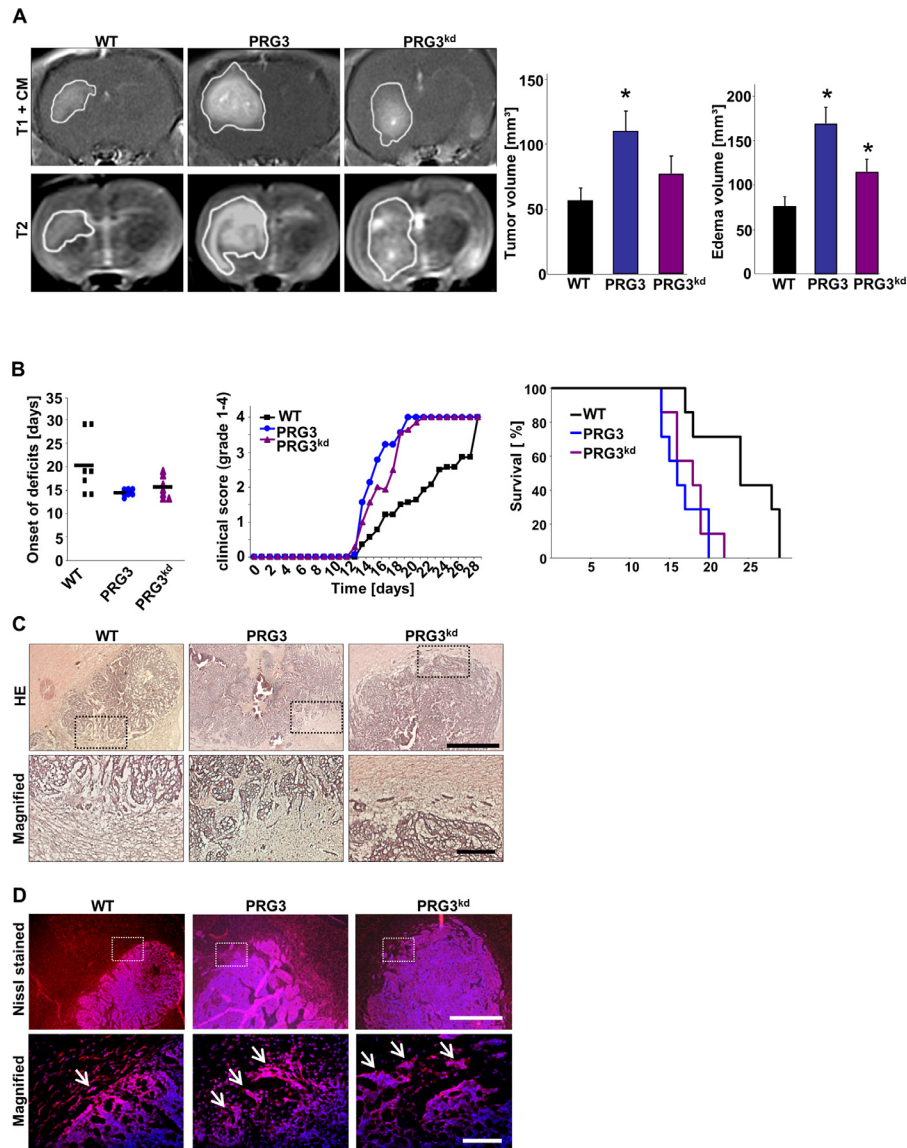 A
WT
PRG3
PRG3kd
T1 + CM
T2
Tumor volume [mm³]
150
100
50
0
*
WT
PRG3
PRG3kd
Edema volume [mm³]
200
150
100
50
0
*
*
WT
PRG3
PRG3kd
B
Onset of deficits [days]
35
30
25
20
15
10
5
0
WT
PRG3
PRG3kd
clinical score (grade 1-4)
4
3
2
1
0
WT
PRG3
PRG3kd
0 2 4 6 8 10 12 14 16 18 20 22 24 26 28
Time [days]
Survival [ %]
100
80
60
40
20
0
WT
PRG3
PRG3kd
5 10 15 20 25
C
WT
PRG3
PRG3kd
HE
Magnified
D
WT
PRG3
PRG3kd
Nissl stained
Magnified